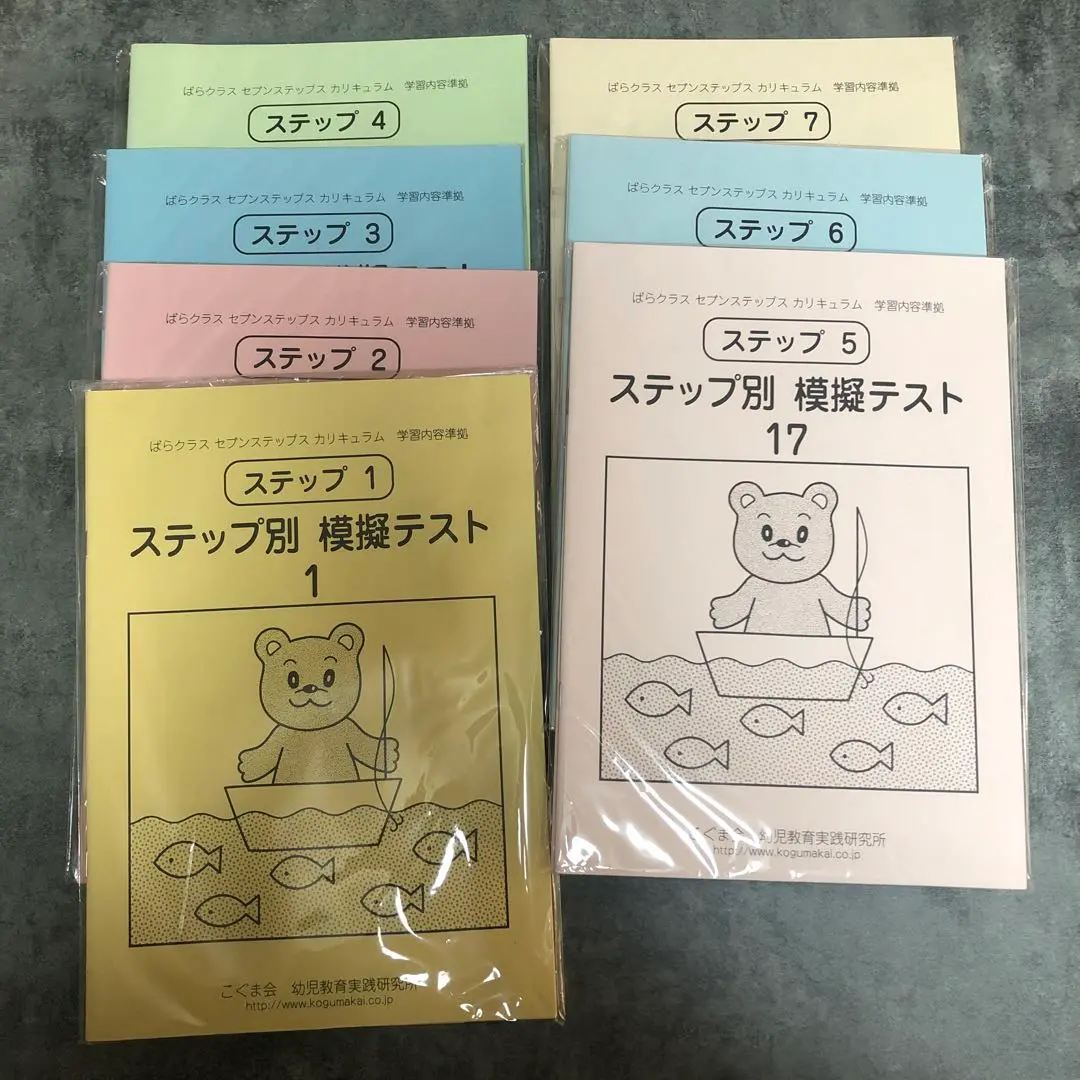 ばらクラス セブンステップス カリキュラム　学習内容準拠
ステップ 4
ばらクラス セブンステップス カリキュラム　学習内容準拠
ステップ 3
模擬テスト
ばらクラス セブンステップス カリキュラム　学習内容準拠
ステップ 2
ばらクラス セブンステップス カリキュラム　学習内容準拠
ステップ 1
ステップ別 模擬テスト
1
こぐま会　幼児教育実践研究所
http://www.kogumakai.co.jp
ばらクラス セブンステップス カリキュラム　学習内容準拠
ステップ 7
ばらクラス セブンステップス カリキュラム　学習内容準拠
ステップ 6
ばらクラス セブンステップス カリキュラム　学習内容準拠
ステップ 5
ステップ別 模擬テスト
17
こぐま会　幼児教育実践研究所
http://www.kogumakai.co.jp